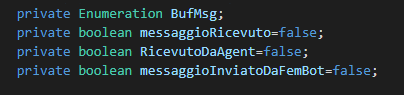 private Enumeration BufMsg;
private boolean messaggioRicevuto=false;
private boolean RicevutoDaAgent=false;
private boolean messaggioInviatoDaFemBot=false;